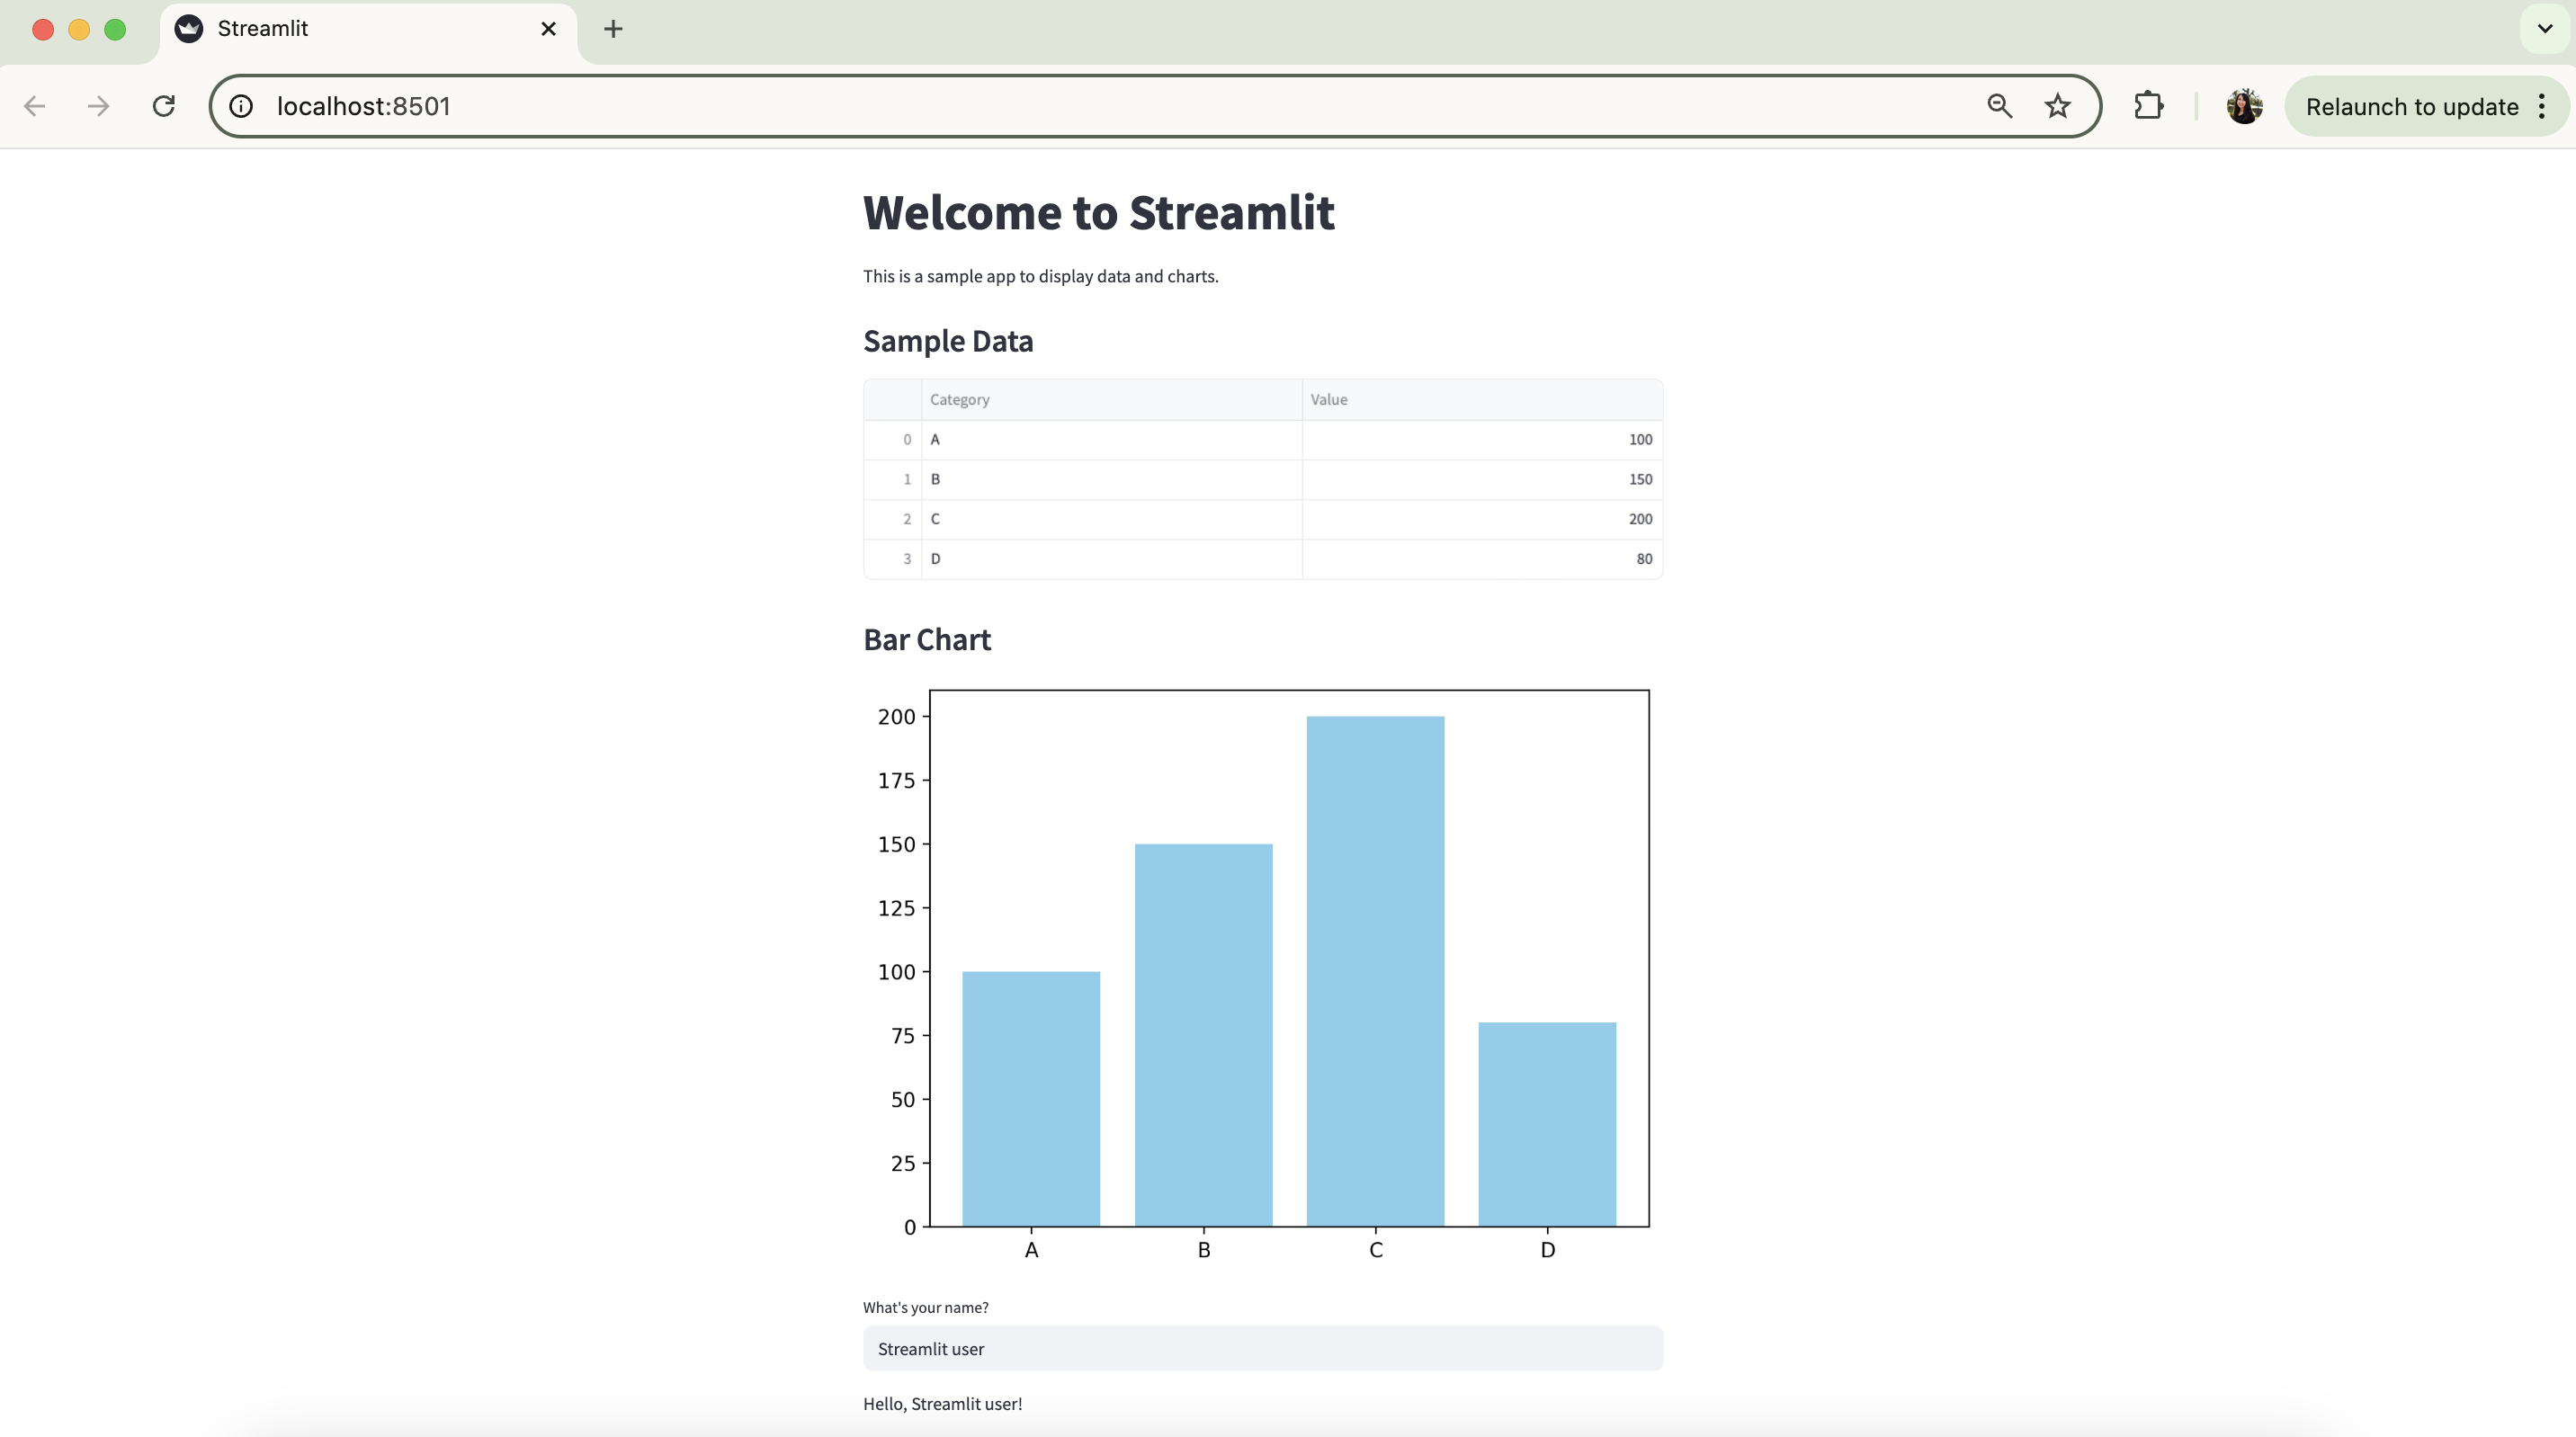 Streamlit
localhost:8501
Relaunch to update
Welcome to Streamlit
This is a sample app to display data and charts.
Sample Data
Category Value
0 A 100
1 B 150
2 C 200
3 D 80
Bar Chart
200
175
150
125
100
75
50
25
0
A B C D
What's your name?
Streamlit user
Hello, Streamlit user!